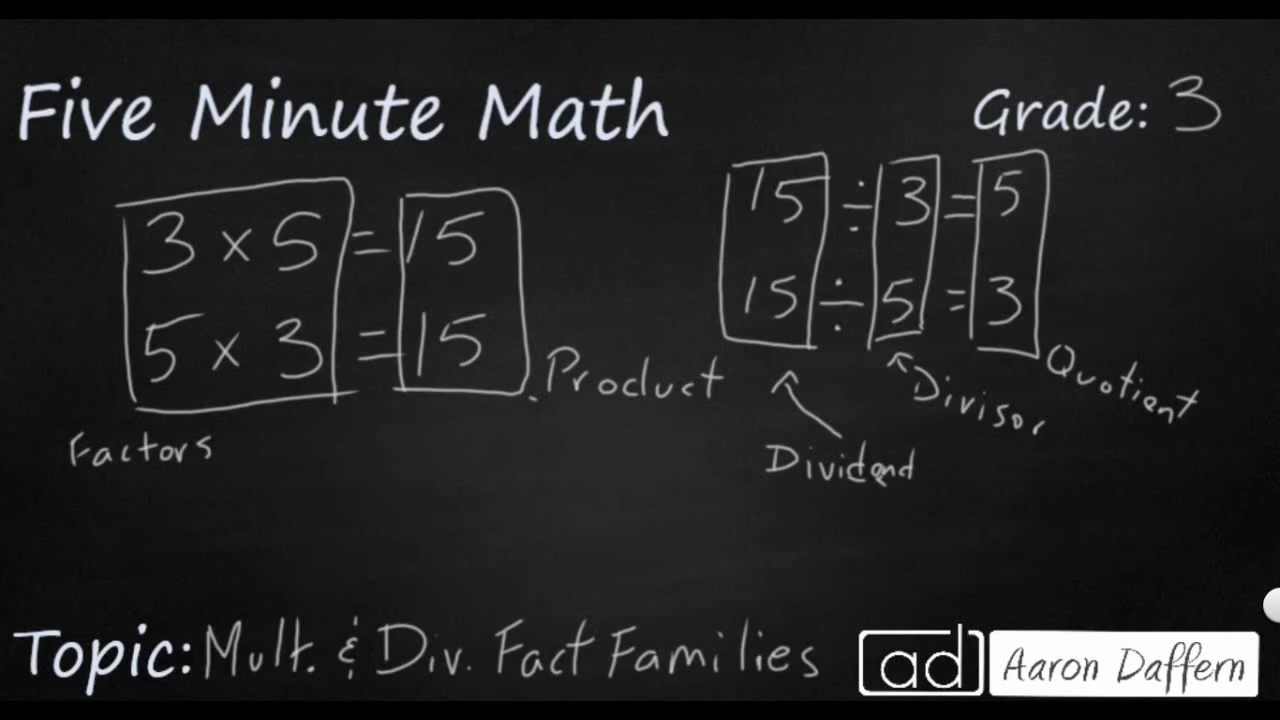 Five Minute Math
Grade: 3
3 × 5 = 15
5 × 3 = 15
Factors
Product
15 ÷ 3 = 5
15 ÷ 5 = 3
Dividend
Divisor
Quotient
Topic: Mult. & Div. Fact Families
ad Aaron Daffern